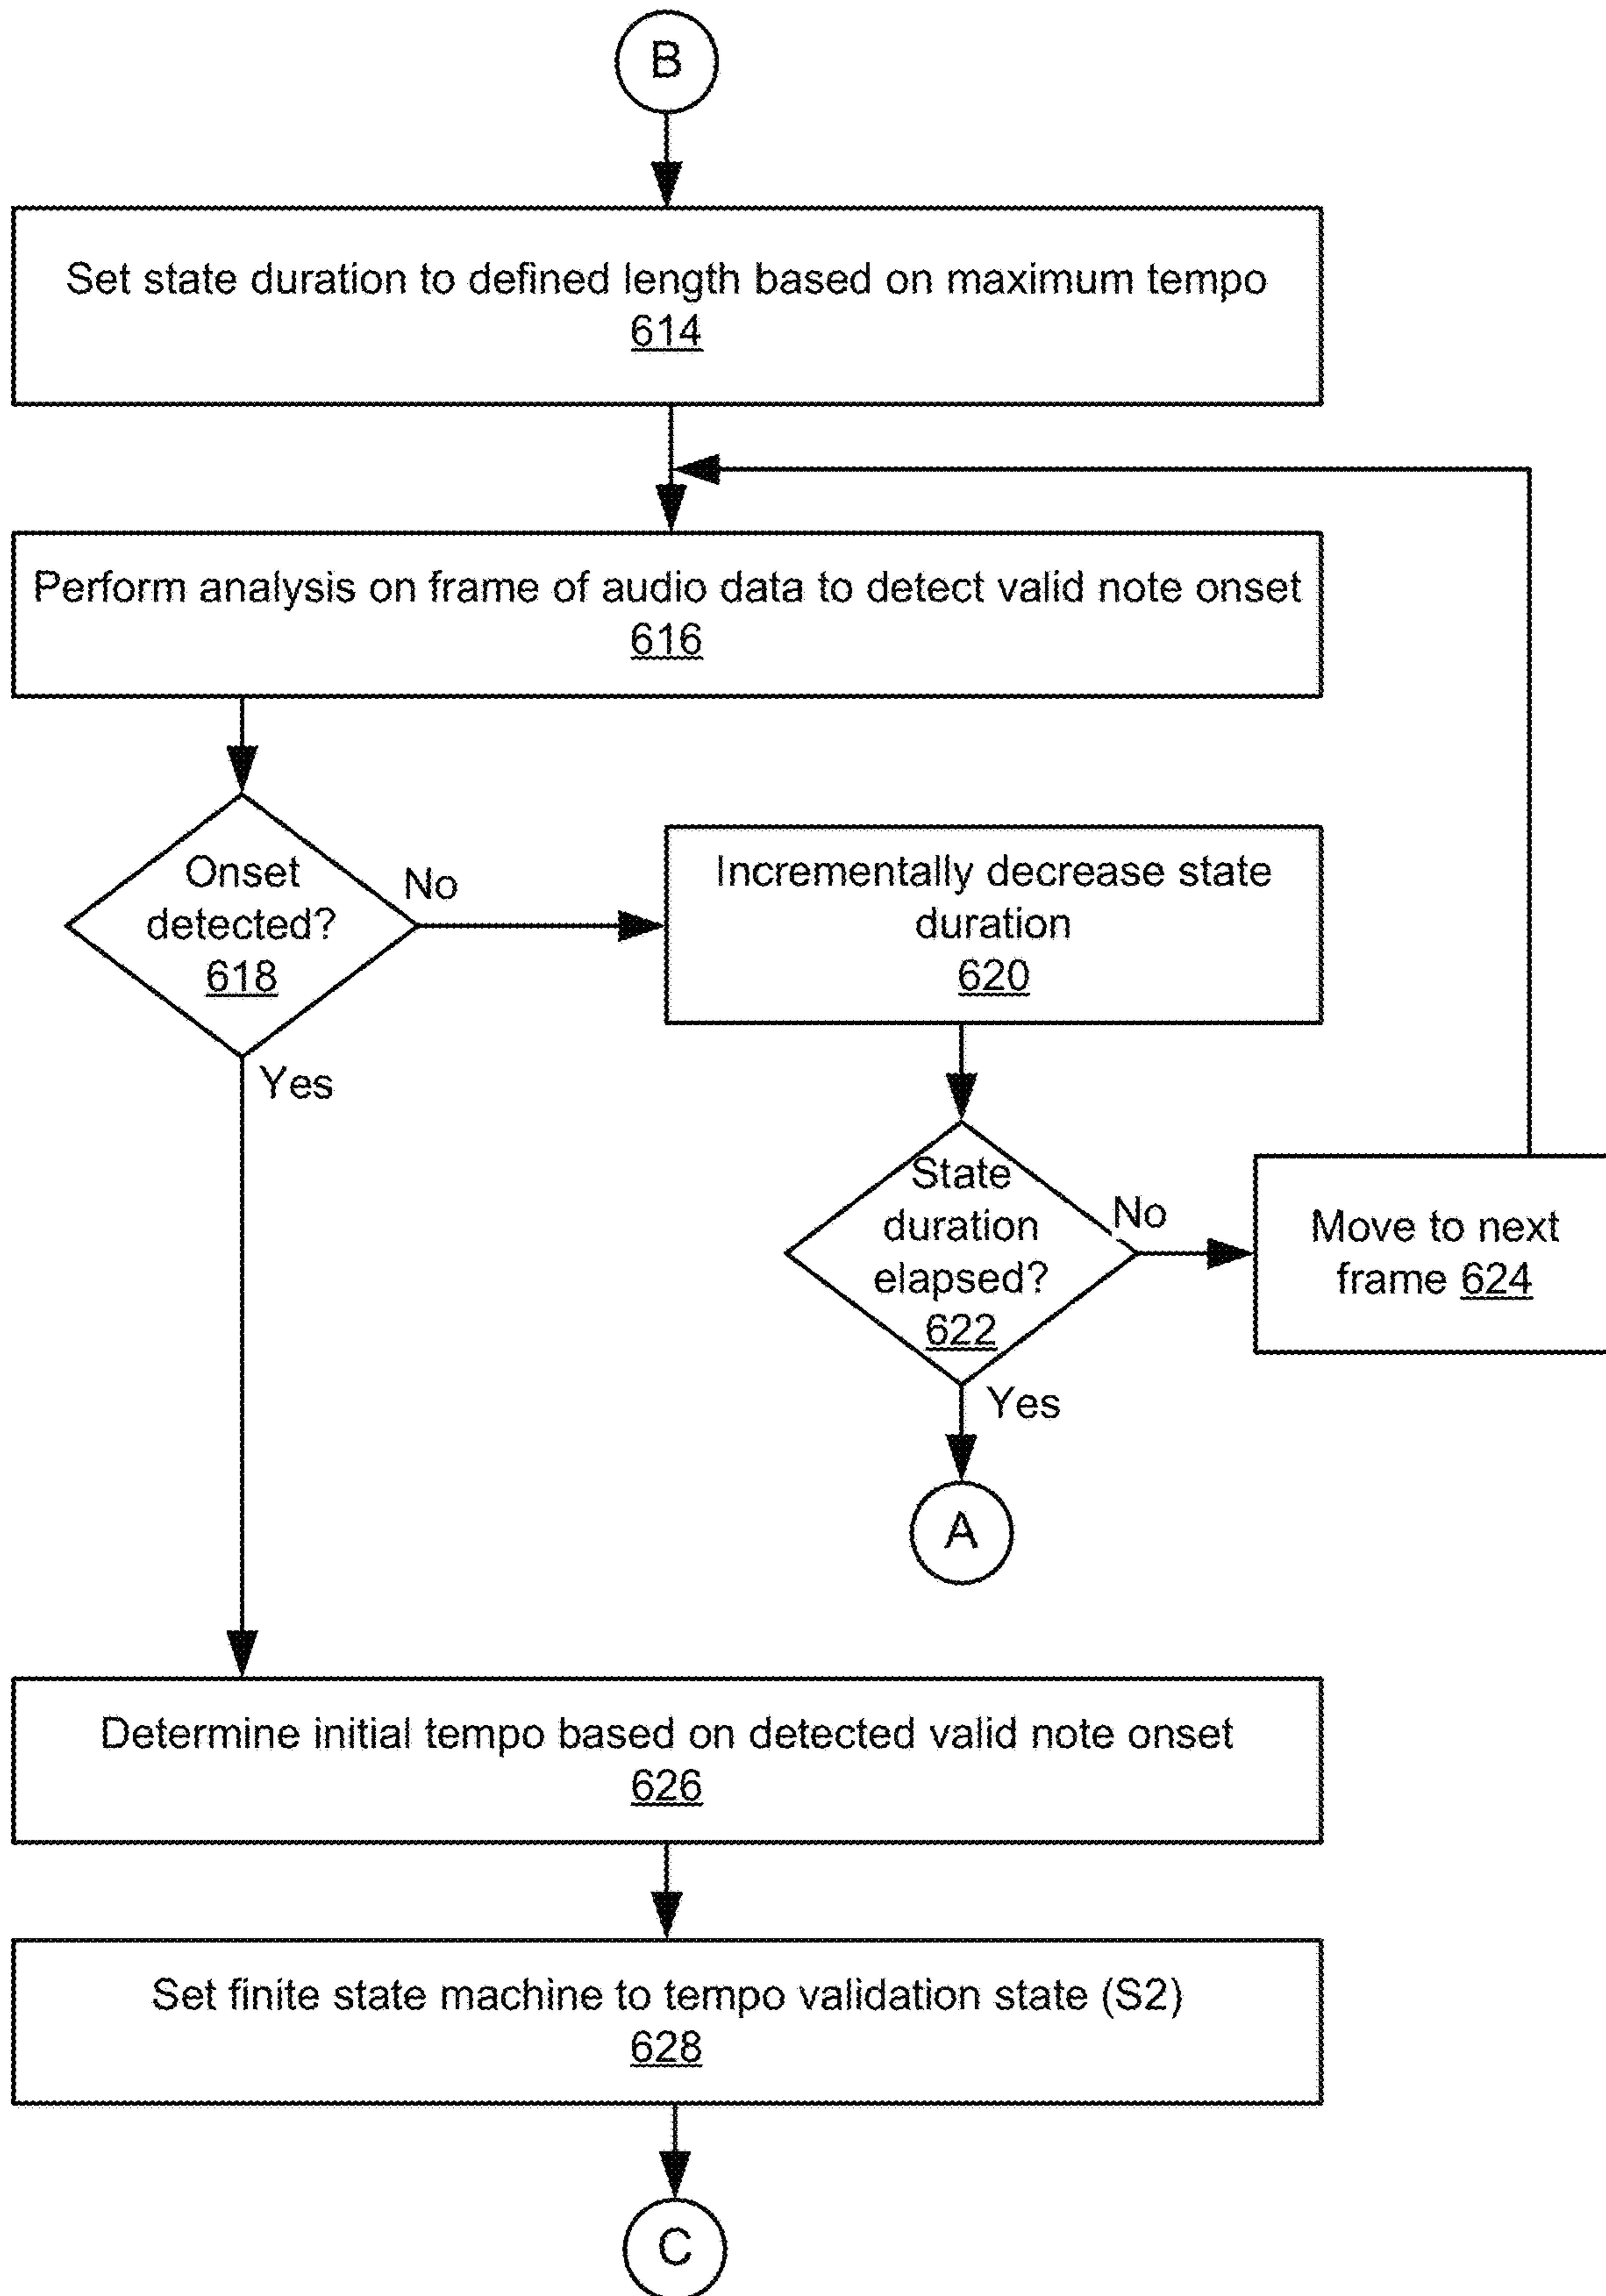 B
Set state duration to defined length based on maximum tempo
614
Perform analysis on frame of audio data to detect valid note onset
616
Onset
detected?
618
No
Yes
Incrementally decrease state
duration
620
State
duration
elapsed?
622
No
Yes
Move to next
frame 624
A
Determine initial tempo based on detected valid note onset
626
Set finite state machine to tempo validation state (S2)
628
C